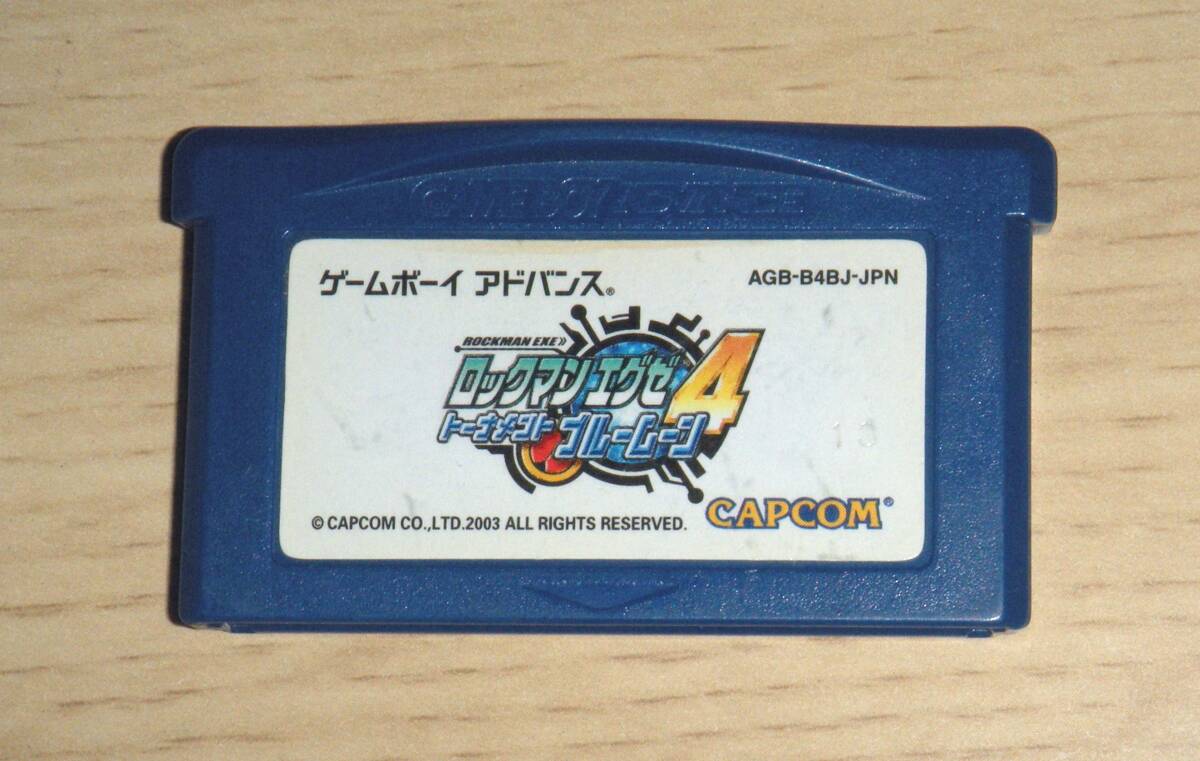 GAME BOY ADVANCE
ゲームボーイ アドバンス®
AGB-B4BJ-JPN
ROCKMAN EXE
ロックマン エグゼ4
トーナメント ブルームーン
© CAPCOM CO.,LTD.2003 ALL RIGHTS RESERVED.
CAPCOM®